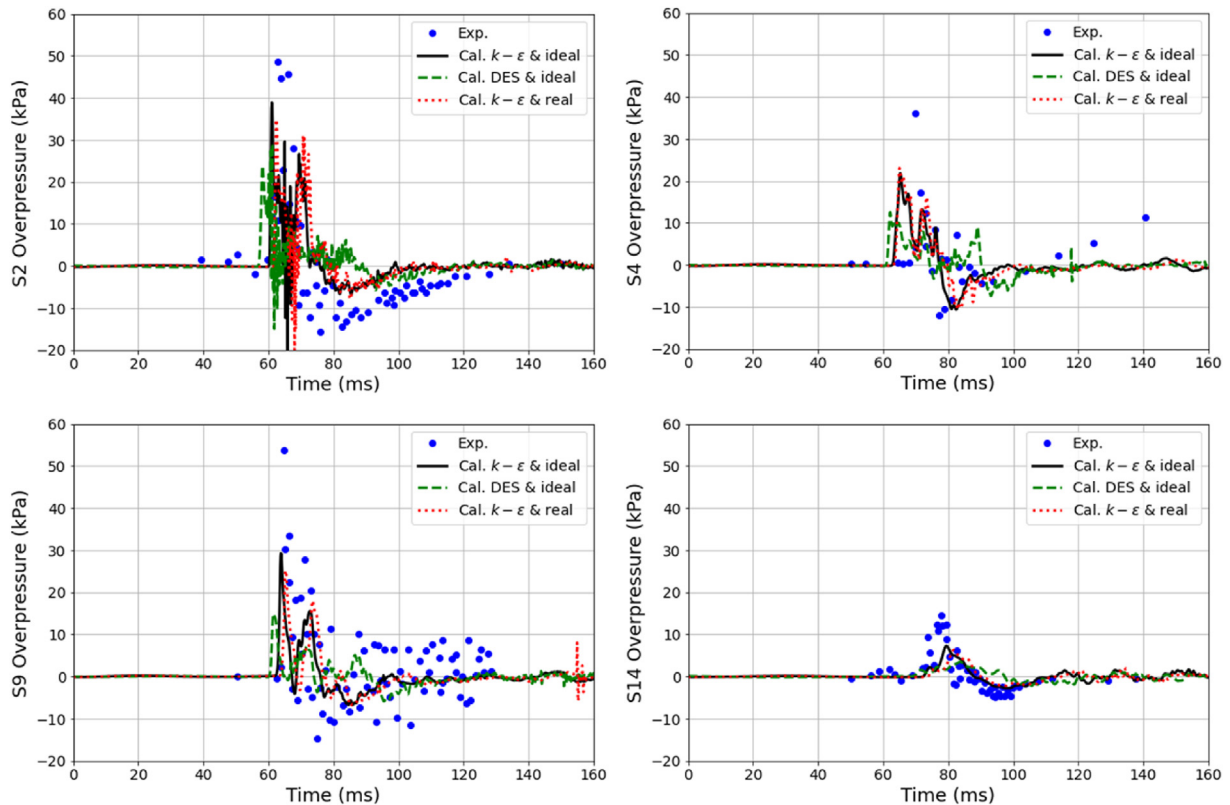 S2 Overpressure (kPa)
60
50
40
30
20
10
0
−10
−20
0 20 40 60 80 100 120 140 160
Time (ms)
Exp.
Cal. k − ε & ideal
Cal. DES & ideal
Cal. k − ε & real
S4 Overpressure (kPa)
60
50
40
30
20
10
0
−10
−20
0 20 40 60 80 100 120 140 160
Time (ms)
Exp.
Cal. k − ε & ideal
Cal. DES & ideal
Cal. k − ε & real
S9 Overpressure (kPa)
60
50
40
30
20
10
0
−10
−20
0 20 40 60 80 100 120 140 160
Time (ms)
Exp.
Cal. k − ε & ideal
Cal. DES & ideal
Cal. k − ε & real
S14 Overpressure (kPa)
60
50
40
30
20
10
0
−10
−20
0 20 40 60 80 100 120 140 160
Time (ms)
Exp.
Cal. k − ε & ideal
Cal. DES & ideal
Cal. k − ε & real